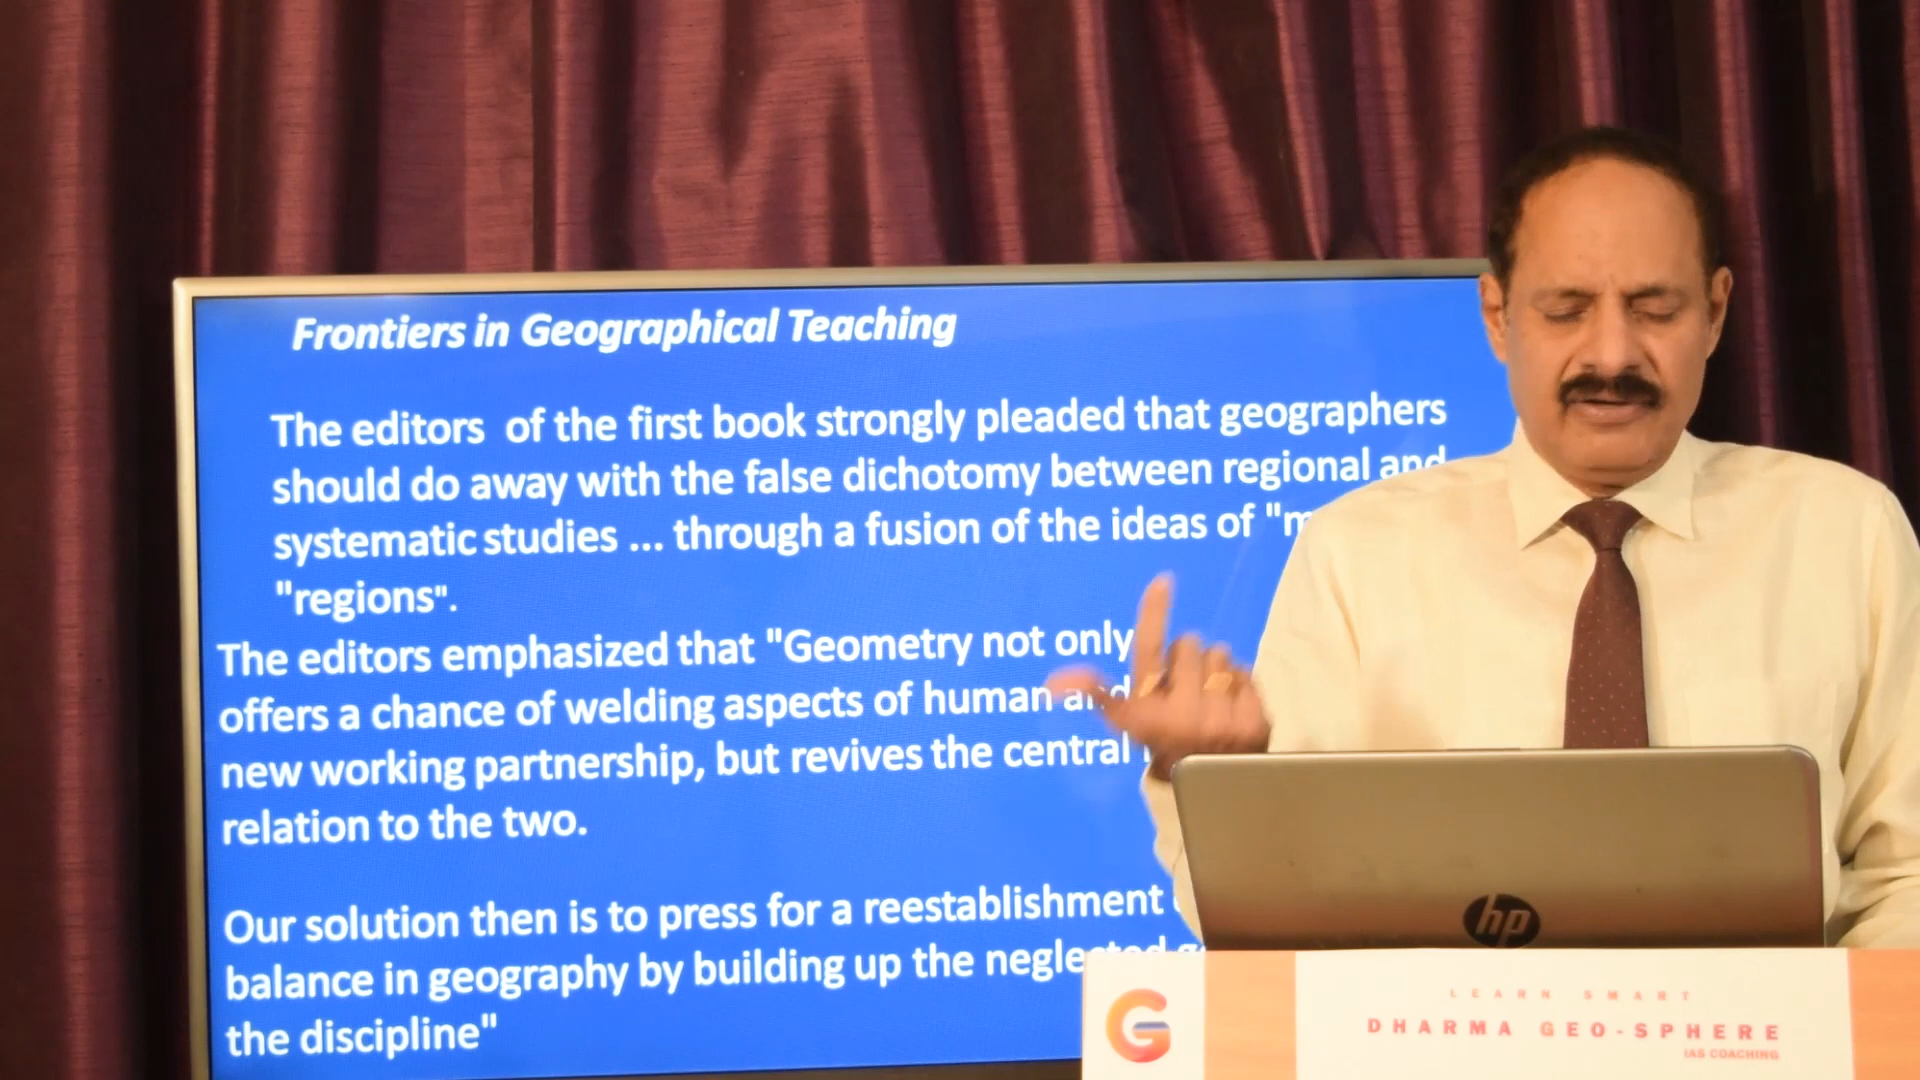 Frontiers in Geographical Teaching
The editors of the first book strongly pleaded that geographers
should do away with the false dichotomy between regional and
systematic studies ... through a fusion of the ideas of
"regions".
The editors emphasized that "Geometry not only
offers a chance of welding aspects of human and
new working partnership, but revives the central
relation to the two.
Our solution then is to press for a reestablishment
balance in geography by building up the neglected
the discipline"
hp
G
LEARN SMART
DHARMA GEO-SPHERE
IAS COACHING